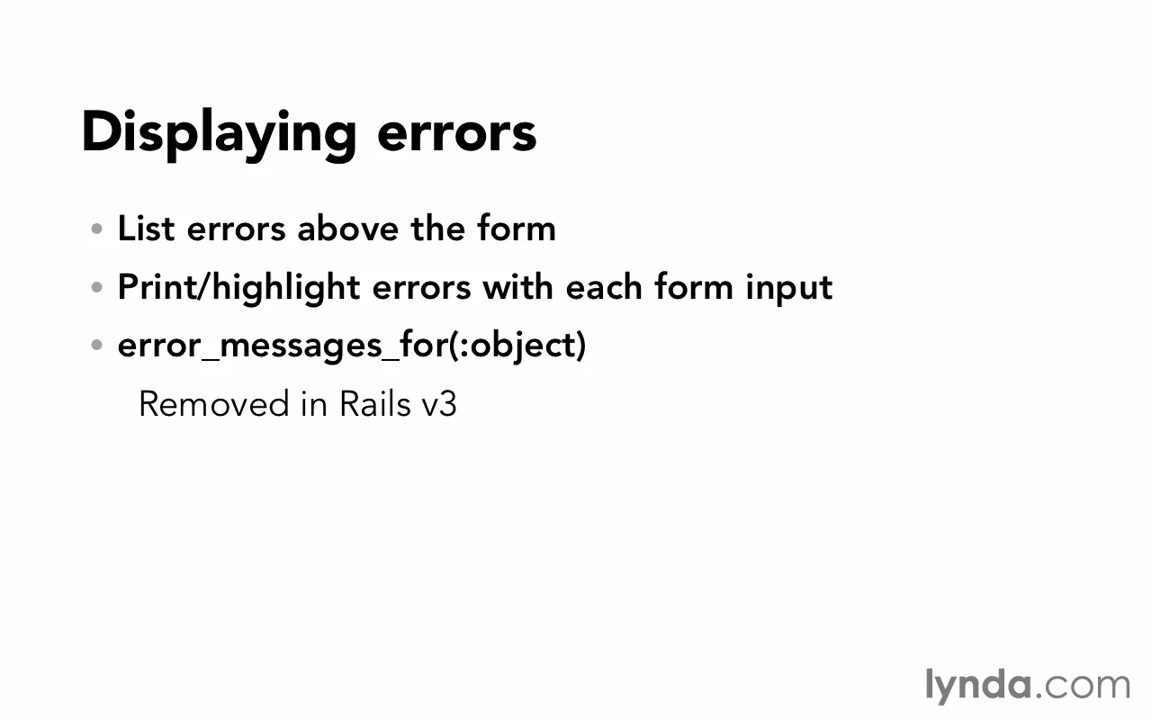 Displaying errors
• List errors above the form
• Print/highlight errors with each form input
• error_messages_for(:object)
Removed in Rails v3
lynda.com